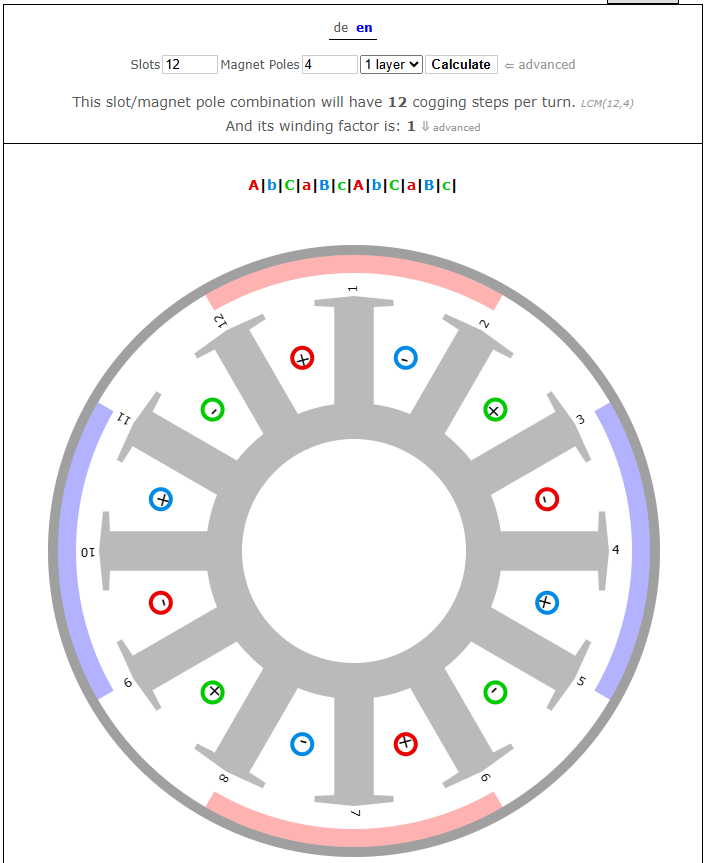 de en
Slots 12 Magnet Poles 4 1 layer Calculate ⇐ advanced
This slot/magnet pole combination will have 12 cogging steps per turn. LCM(12,4)
And its winding factor is: 1 ⇓ advanced
A|b|C|a|B|c|A|b|C|a|B|c|
1
2
3
4
5
6
7
8
9
10
11
12